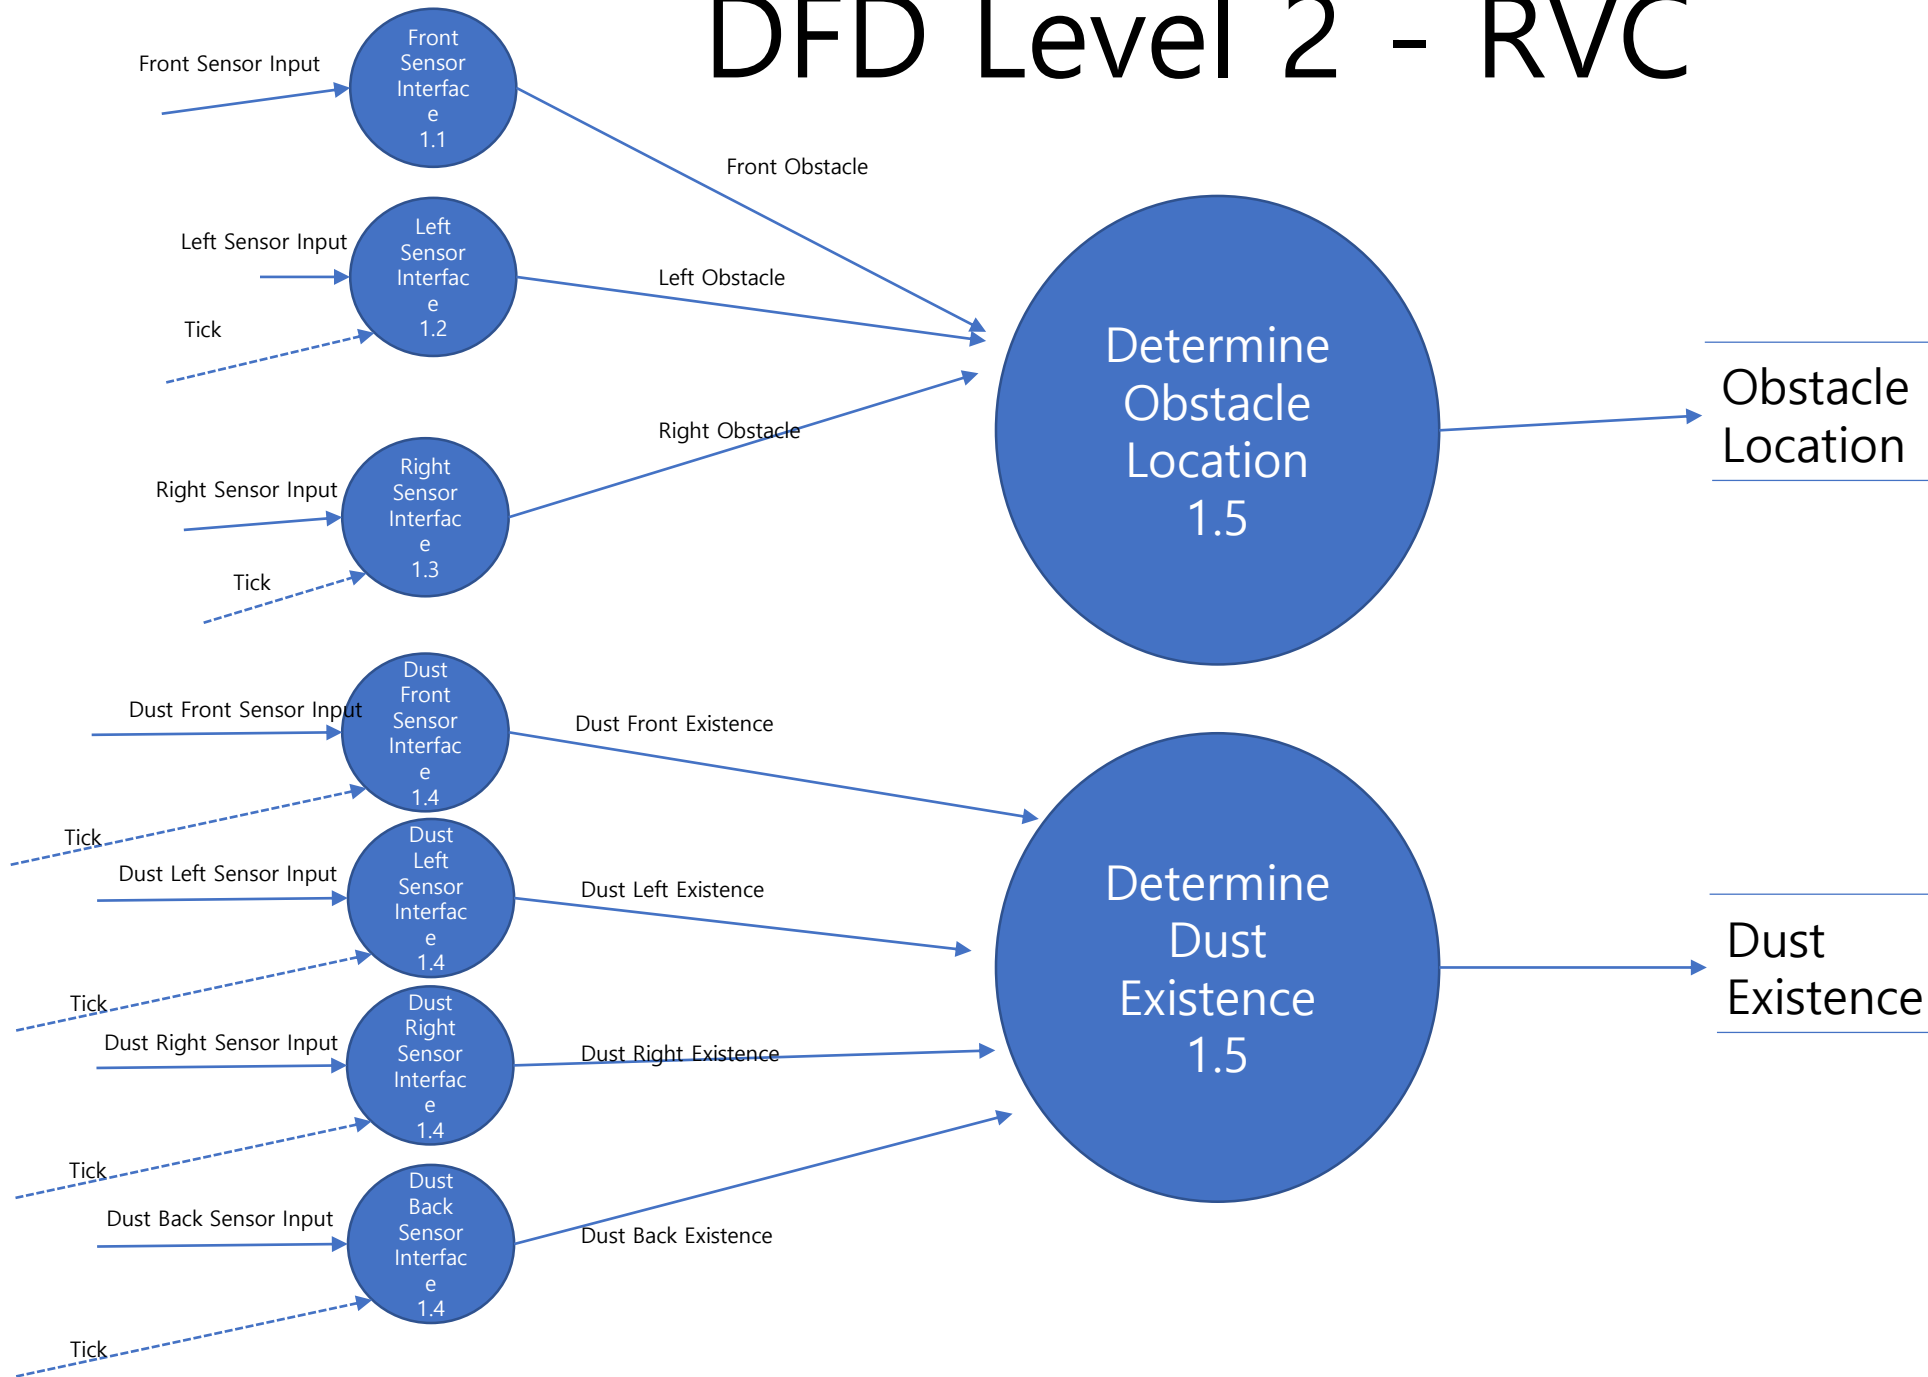 DFD Level 2 - RVC
Front Sensor Input
Front
Sensor
Interfac
e
1.1
Front Obstacle
Left Sensor Input
Tick
Left
Sensor
Interfac
e
1.2
Left Obstacle
Right Sensor Input
Tick
Right
Sensor
Interfac
e
1.3
Right Obstacle
Determine
Obstacle
Location
1.5
Obstacle
Location
Dust Front Sensor Input
Tick
Dust
Front
Sensor
Interfac
e
1.4
Dust Front Existence
Dust Left Sensor Input
Tick
Dust
Left
Sensor
Interfac
e
1.4
Dust Left Existence
Dust Right Sensor Input
Tick
Dust
Right
Sensor
Interfac
e
1.4
Dust Right Existence
Dust Back Sensor Input
Tick
Dust
Back
Sensor
Interfac
e
1.4
Dust Back Existence
Determine
Dust
Existence
1.5
Dust
Existence